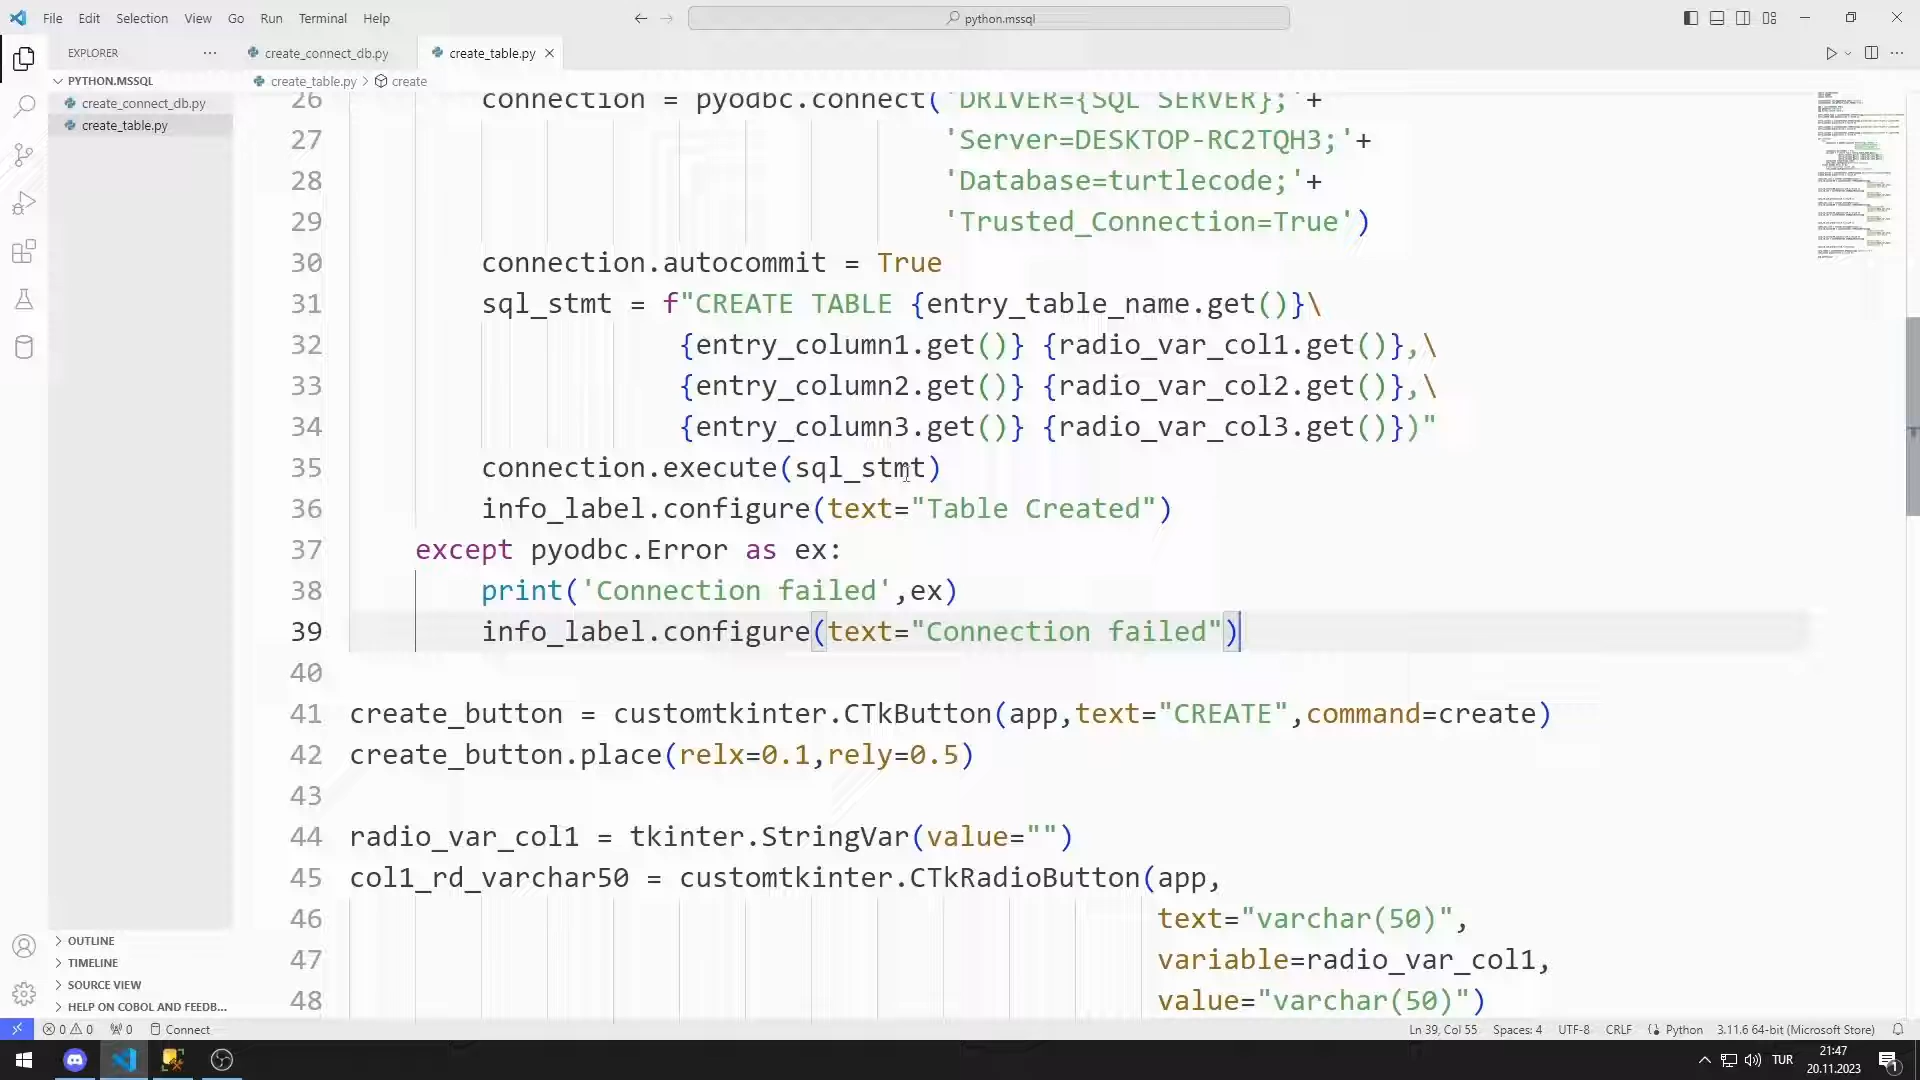 File Edit Selection View Go Run Terminal Help
python.mssql
EXPLORER
create_connect_db.py
create_table.py
PYTHON.MSSQL
create_table.py > create
create_connect_db.py
create_table.py
26 connection = pyodbc.connect('DRIVER={SQL SERVER};'+
27 'Server=DESKTOP-RC2TQH3;'+
28 'Database=turtlecode;'+
29 'Trusted_Connection=True')
30 connection.autocommit = True
31 sql_stmt = f"CREATE TABLE {entry_table_name.get()}\
32 {entry_column1.get()} {radio_var_col1.get()},\
33 {entry_column2.get()} {radio_var_col2.get()},\
34 {entry_column3.get()} {radio_var_col3.get()})"
35 connection.execute(sql_stmt)
36 info_label.configure(text="Table Created")
37 except pyodbc.Error as ex:
38 print('Connection failed',ex)
39 info_label.configure(text="Connection failed")
40
41 create_button = customtkinter.CTkButton(app,text="CREATE",command=create)
42 create_button.place(relx=0.1,rely=0.5)
43
44 radio_var_col1 = tkinter.StringVar(value="")
45 col1_rd_varchar50 = customtkinter.CTkRadioButton(app,
46 text="varchar(50)",
47 variable=radio_var_col1,
48 value="varchar(50)")
OUTLINE
TIMELINE
SOURCE VIEW
HELP ON COBOL AND FEEDB...
0 0 0 Connect
Ln 39, Col 55 Spaces: 4 UTF-8 CRLF Python 3.11.6 64-bit (Microsoft Store)
TUR
21:47
20.11.2023
1